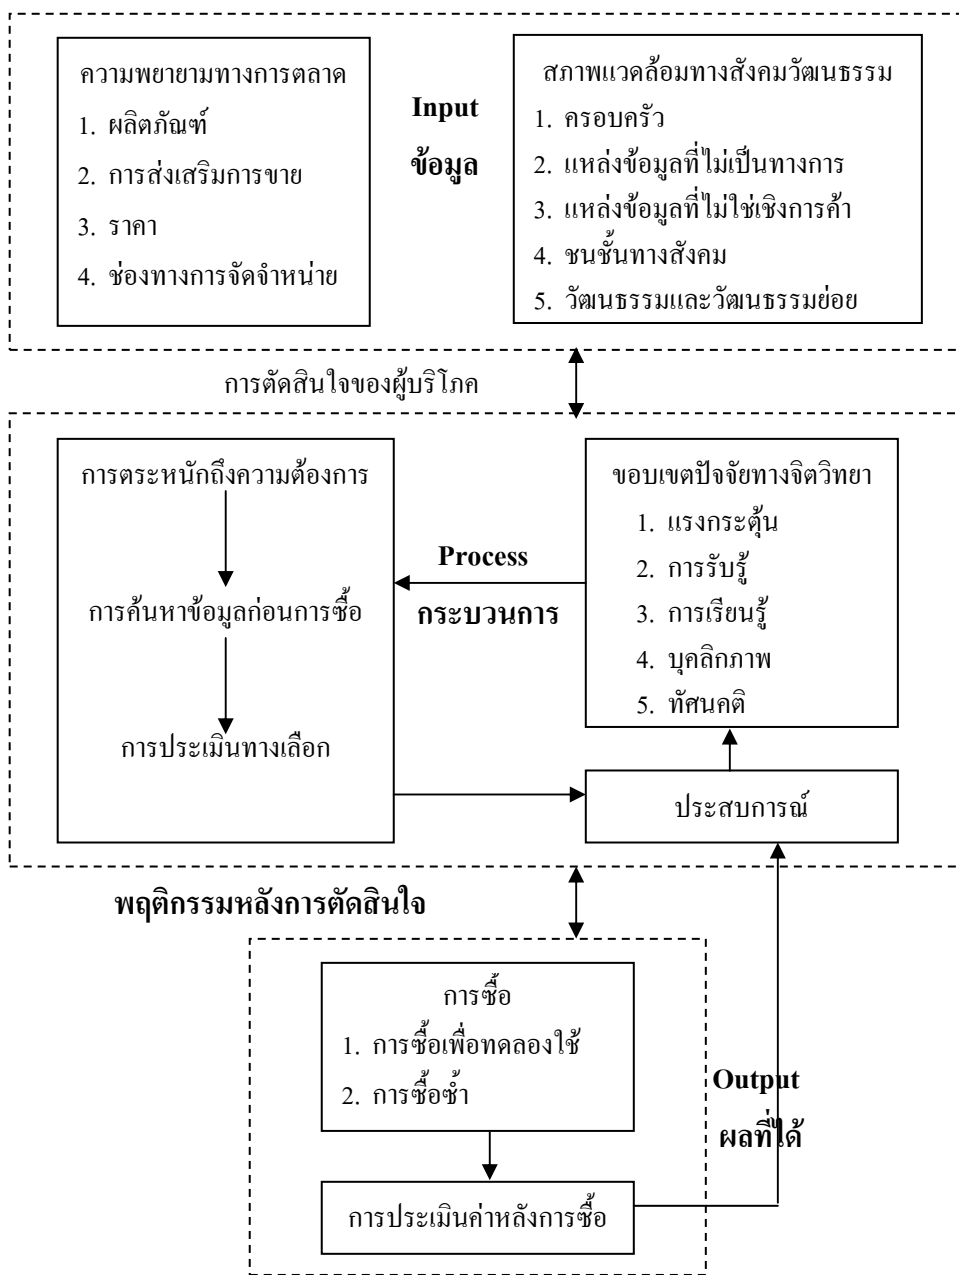 ความพยายามทางการตลาด
1. ผลิตภัณฑ์
2. การส่งเสริมการขาย
3. ราคา
4. ช่องทางการจัดจำหน่าย
Input
ข้อมูล
สภาพแวดล้อมทางสังคมวัฒนธรรม
1. ครอบครัว
2. แหล่งข้อมูลที่ไม่เป็นทางการ
3. แหล่งข้อมูลที่ไม่ใช่เชิงการค้า
4. ชนชั้นทางสังคม
5. วัฒนธรรมและวัฒนธรรมย่อย
การตัดสินใจของผู้บริโภค
การตระหนักถึงความต้องการ
การค้นหาข้อมูลก่อนการซื้อ
การประเมินทางเลือก
Process
กระบวนการ
ขอบเขตปัจจัยทางจิตวิทยา
1. แรงกระตุ้น
2. การรับรู้
3. การเรียนรู้
4. บุคลิกภาพ
5. ทัศนคติ
ประสบการณ์
พฤติกรรมหลังการตัดสินใจ
การซื้อ
1. การซื้อเพื่อทดลองใช้
2. การซื้อซ้ำ
Output
ผลที่ได้
การประเมินค่าหลังการซื้อ